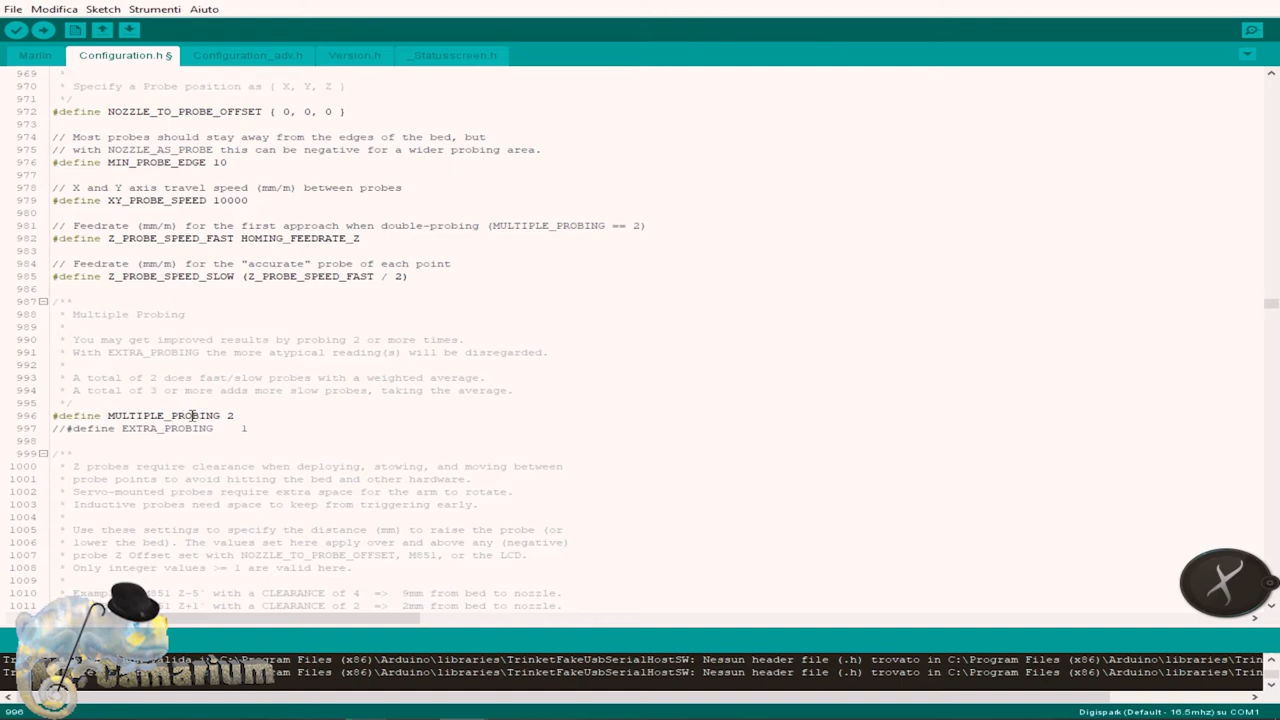 File Modifica Sketch Strumenti Aiuto
Marlin Configuration.h § Configuration_adv.h Version.h _Statusscreen.h
969 *
970 * Specify a Probe position as { X, Y, Z }
971 */
972 #define NOZZLE_TO_PROBE_OFFSET { 0, 0, 0 }
973
974 // Most probes should stay away from the edges of the bed, but
975 // with NOZZLE_AS_PROBE this can be negative for a wider probing area.
976 #define MIN_PROBE_EDGE 10
977
978 // X and Y axis travel speed (mm/m) between probes
979 #define XY_PROBE_SPEED 10000
980
981 // Feedrate (mm/m) for the first approach when double-probing (MULTIPLE_PROBING == 2)
982 #define Z_PROBE_SPEED_FAST HOMING_FEEDRATE_Z
983
984 // Feedrate (mm/m) for the "accurate" probe of each point
985 #define Z_PROBE_SPEED_SLOW (Z_PROBE_SPEED_FAST / 2)
986
987 /**
988 * Multiple Probing
989 *
990 * You may get improved results by probing 2 or more times.
991 * With EXTRA_PROBING the more atypical reading(s) will be disregarded.
992 *
993 * A total of 2 does fast/slow probes with a weighted average.
994 * A total of 3 or more adds more slow probes, taking the average.
995 */
996 #define MULTIPLE_PROBING 2
997 //#define EXTRA_PROBING 1
998
999 /**
1000 * Z probes require clearance when deploying, stowing, and moving between
1001 * probe points to avoid hitting the bed and other hardware.
1002 * Servo-mounted probes require extra space for the arm to rotate.
1003 * Inductive probes need space to keep from triggering early.
1004 *
1005 * Use these settings to specify the distance (mm) to raise the probe (or
1006 * lower the bed). The values set here apply over and above any (negative)
1007 * probe Z Offset set with NOZZLE_TO_PROBE_OFFSET, M851, or the LCD.
1008 * Only integer values >= 1 are valid here.
1009 *
1010 * M851 Z-5` with a CLEARANCE of 4 => 9mm from bed to nozzle.
1011 Z+1` with a CLEARANCE of 2 => 2mm from bed to nozzle.
C:\Program Files (x86)\Arduino\libraries\TrinketFakeUsbSerialHostSW: Nessun header file (.h) trovato in C:\Program Files (x86)\Arduino\libraries\Trin
Program Files (x86)\Arduino\libraries\TrinketFakeUsbSerialHostSW: Nessun header file (.h) trovato in C:\Program Files (x86)\Arduino\libraries\Trin
996 Digispark - 16.5mhz) su COM1